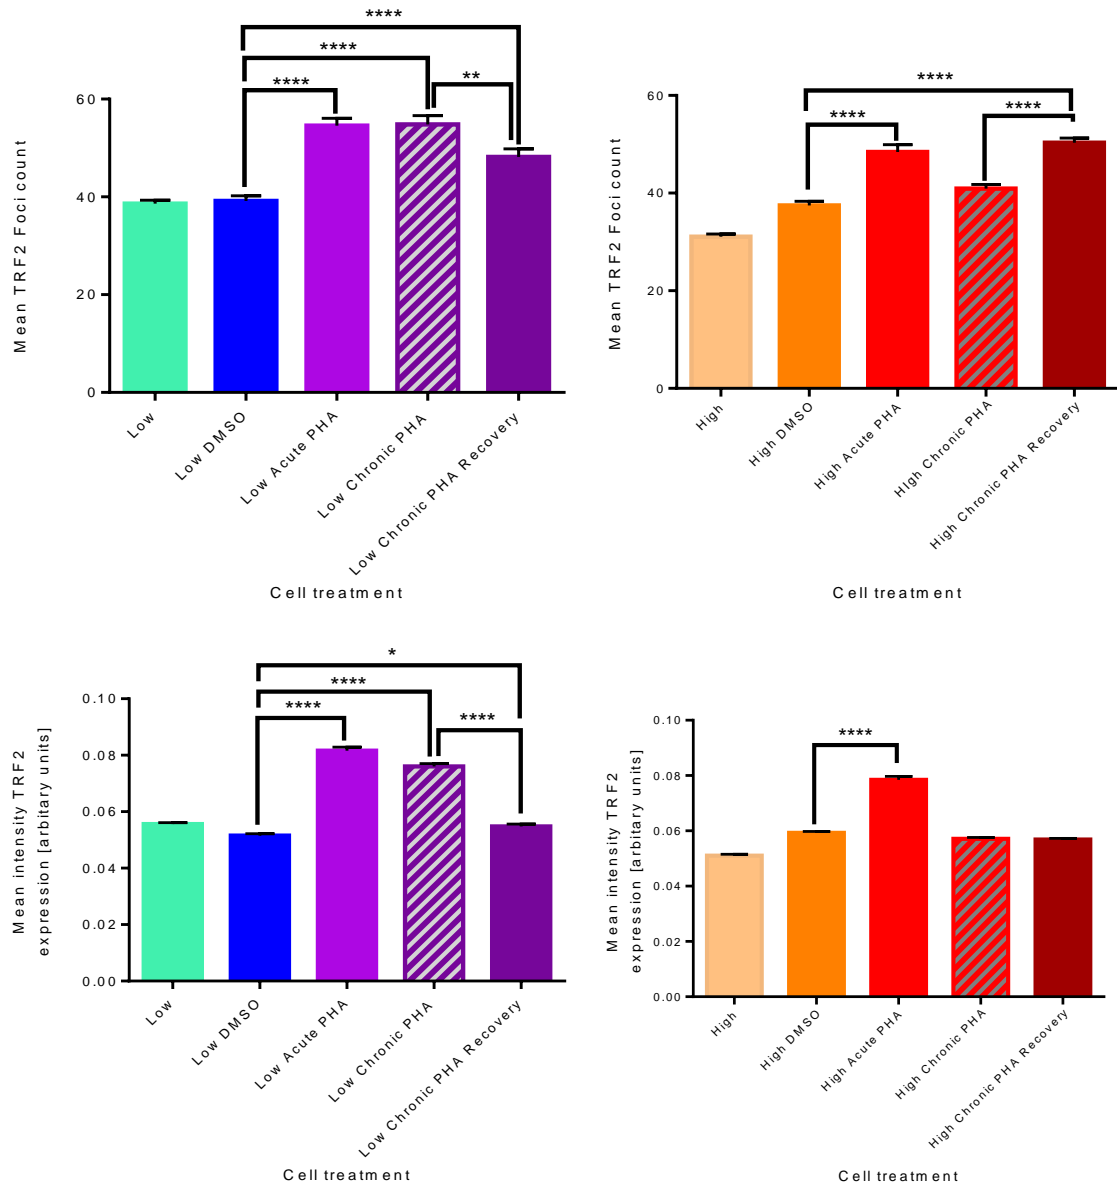 ****
****
**
****
60
40
20
0
Mean TRF2 Foci count
Low
Low DMSO
Low Acute PHA
Low Chronic PHA
Low Chronic PHA Recovery
Cell treatment
****
****
****
60
40
20
0
Mean TRF2 Foci count
High
High DMSO
High Acute PHA
HIgh Chronic PHA
High Chronic PHA Recovery
Cell treatment
*
****
****
****
0.10
0.08
0.06
0.04
0.02
0.00
Mean intensity TRF2
expression [arbitary units]
Low
Low DMSO
Low Acute PHA
Low Chronic PHA
Low Chronic PHA Recovery
Cell treatment
****
0.10
0.08
0.06
0.04
0.02
0.00
Mean intensity TRF2
expression [arbitary units]
High
High DMSO
High Acute PHA
High Chronic PHA
High Chronic PHA Recovery
Cell treatment